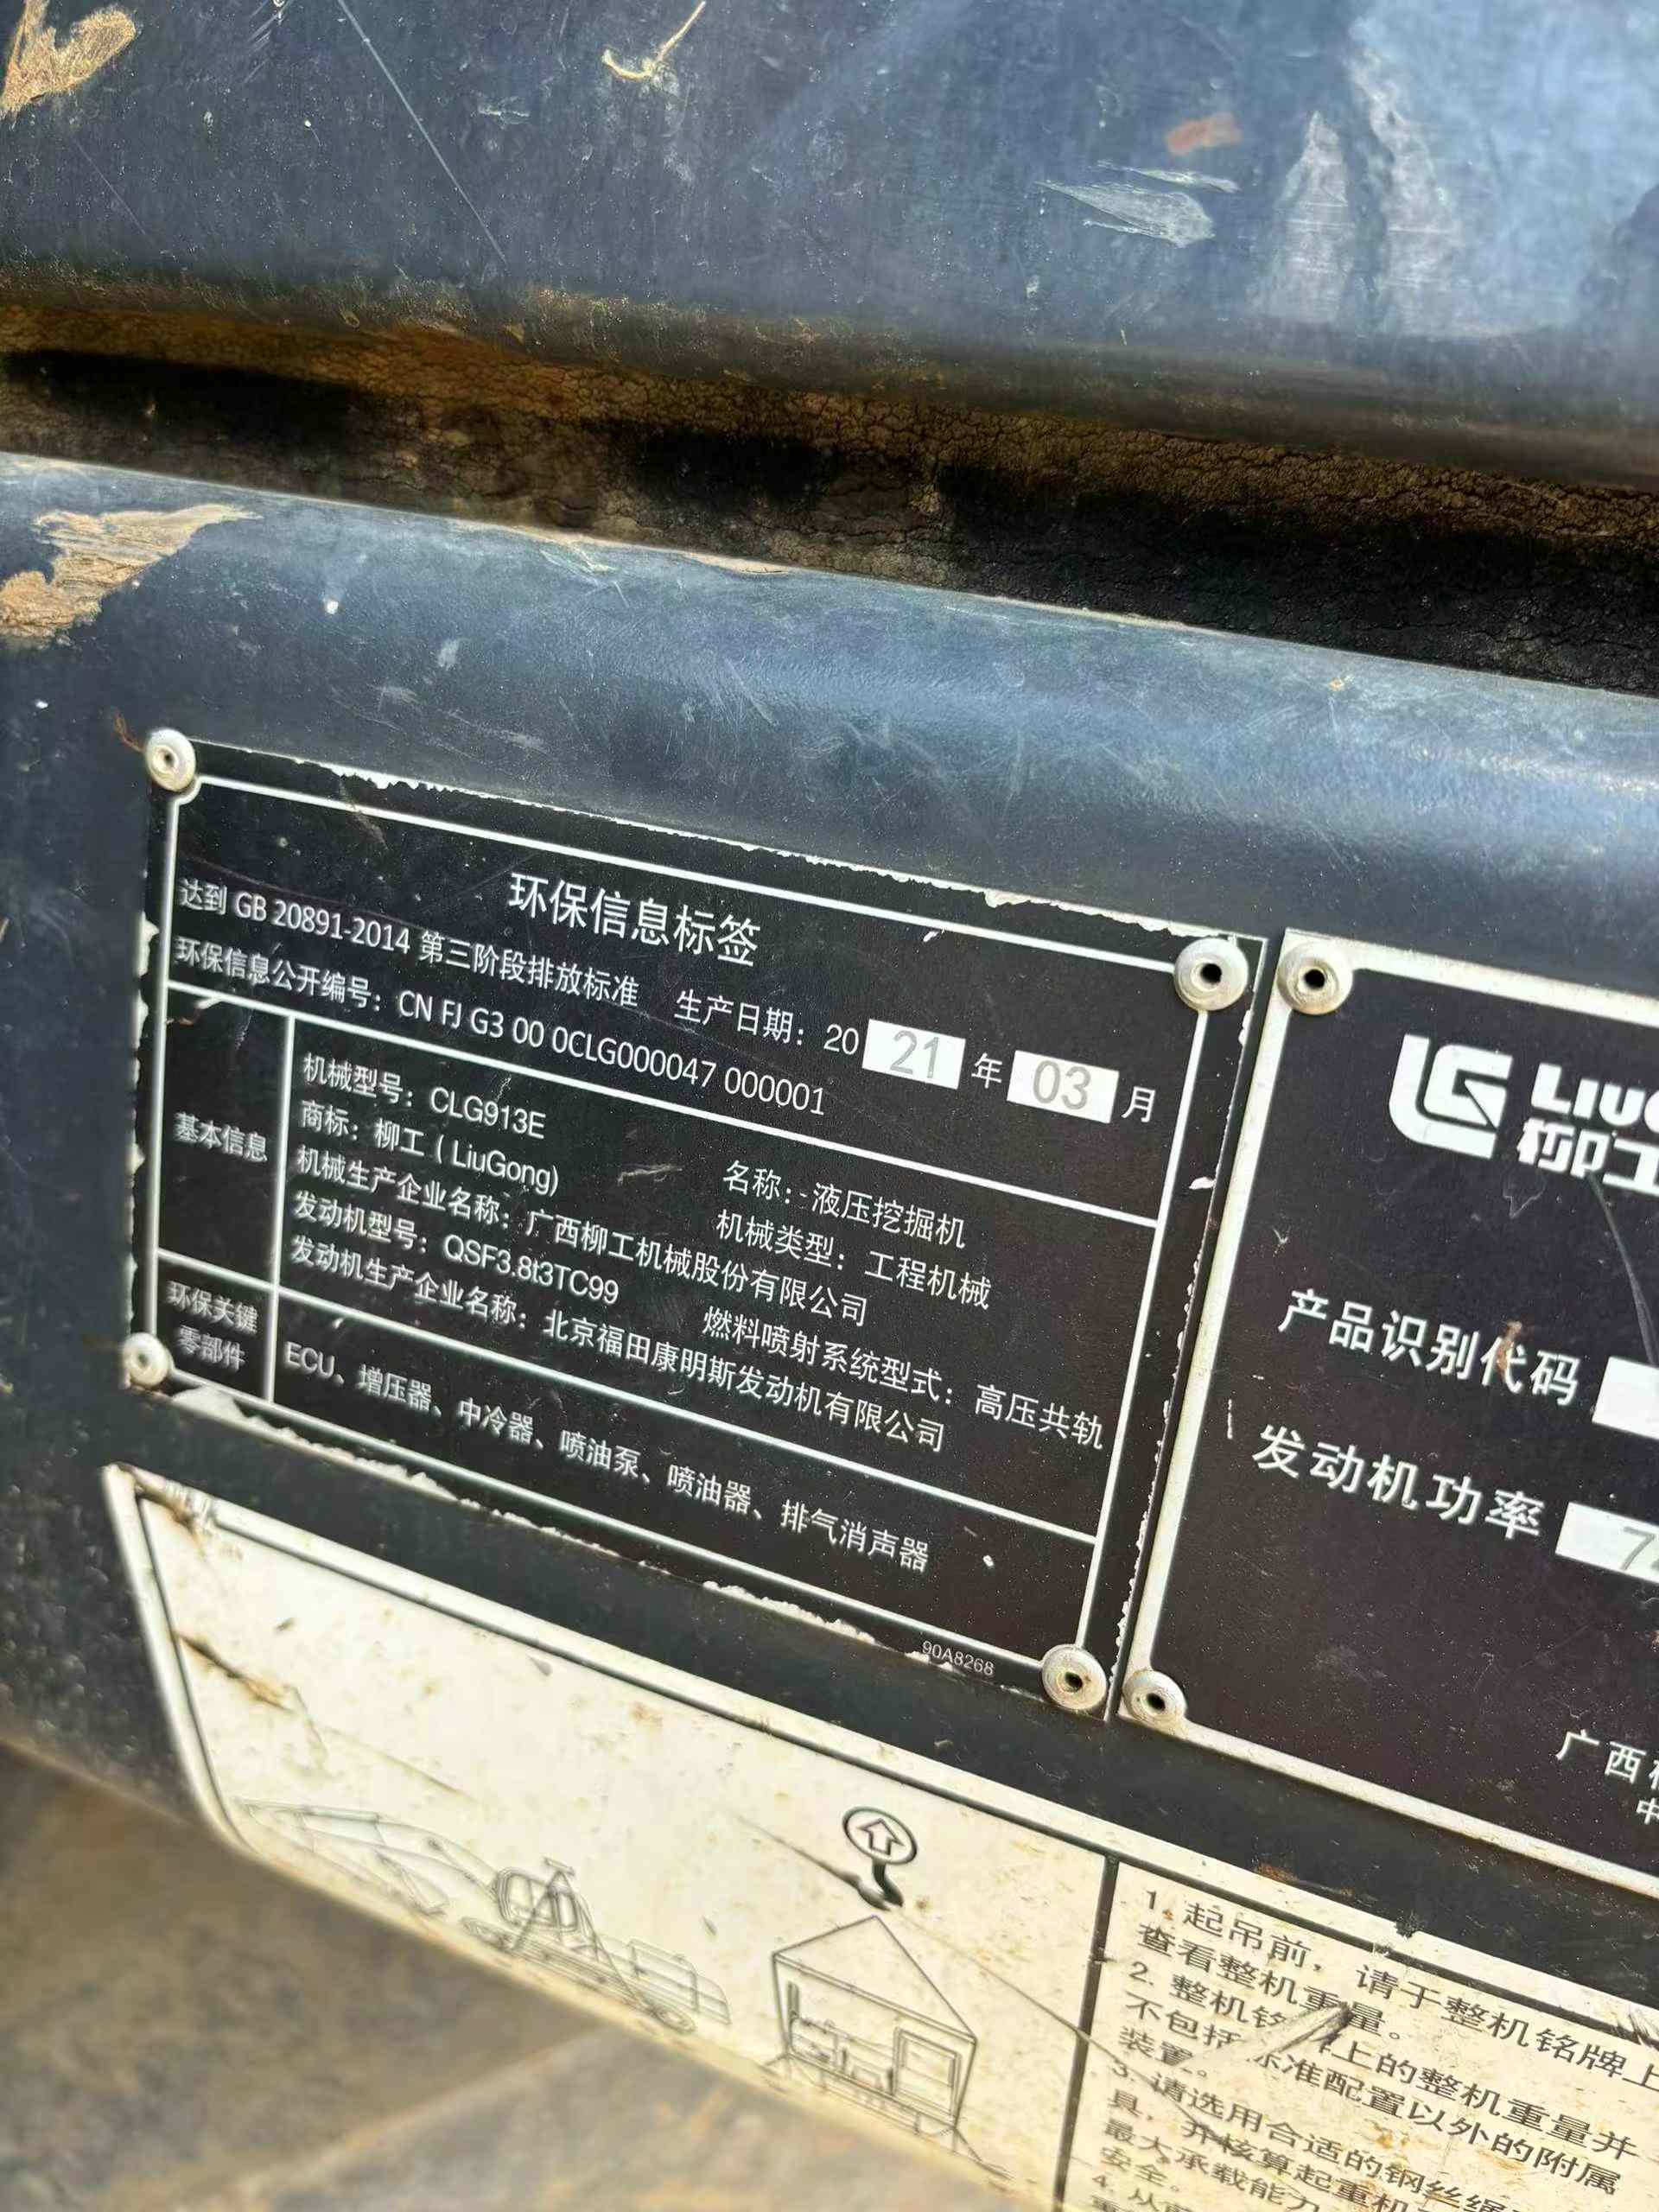 环保信息标签
达到 GB 20891-2014 第三阶段排放标准 生产日期：20 21 年 03 月
环保信息公开编号：CN FJ G3 00 0CLG000047 000001
基本信息
机械型号：CLG913E 名称：液压挖掘机
商标：柳工（LiuGong) 机械类型：工程机械
机械生产企业名称：广西柳工机械股份有限公司
发动机型号：QSF3.8t3TC99 燃料喷射系统型式：高压共轨
发动机生产企业名称：北京福田康明斯发动机有限公司
环保关键
零部件
ECU、增压器、中冷器、喷油泵、喷油器、排气消声器
90A8268
柳工
产品识别代码
发动机功率
广西
1. 起吊前，请于整机铭牌上
查看整机重量。
2. 整机铭牌上的整机重量并
不包括标准配置以外的附属
装置。
3. 请选用合适的钢丝绳
具，并核算起重机
最大承载能力
安全。
4. 从